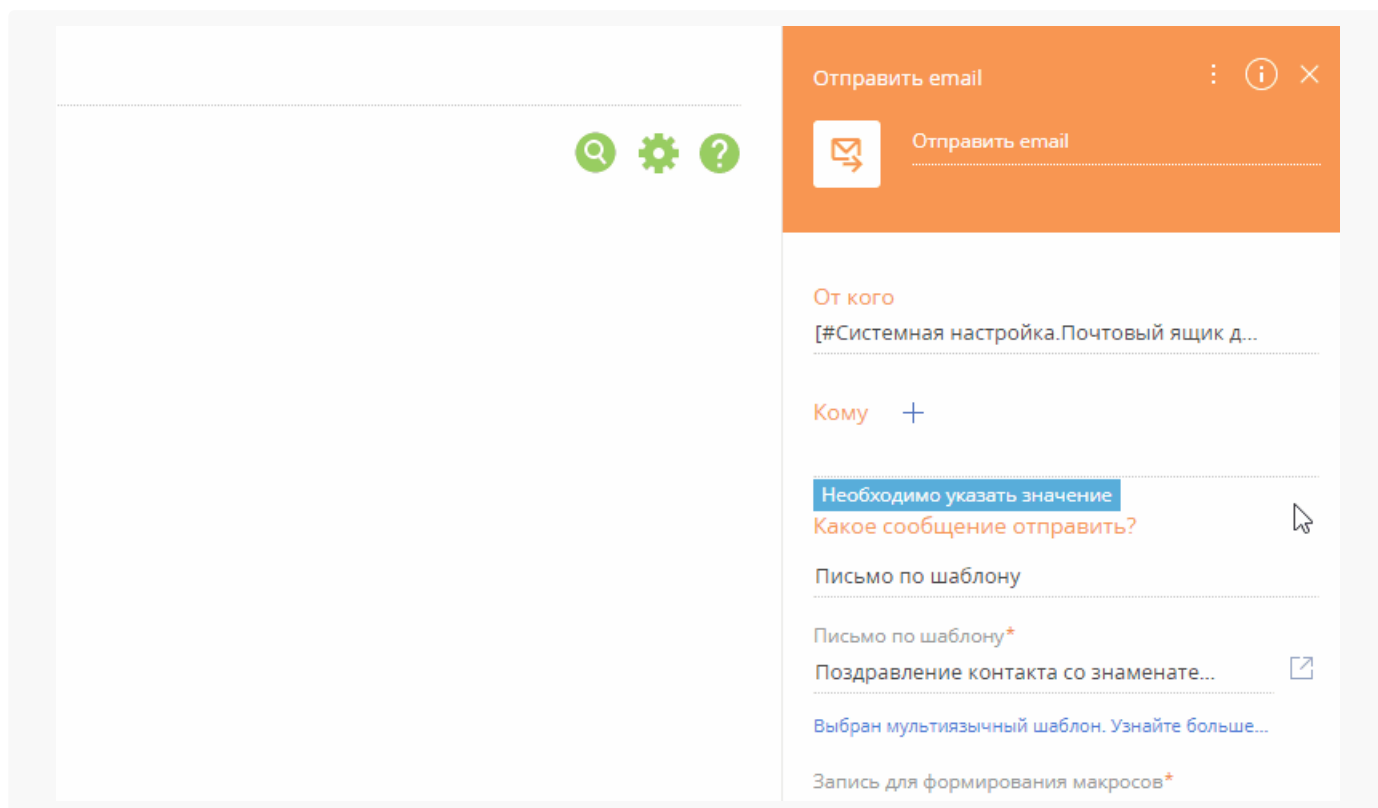 Отправить email
Отправить email
От кого
[#Системная настройка.Почтовый ящик д...
Кому
Необходимо указать значение
Какое сообщение отправить?
Письмо по шаблону
Письмо по шаблону*
Поздравление контакта со знаменате...
Выбран мультиязычный шаблон. Узнайте больше...
Запись для формирования макросов*